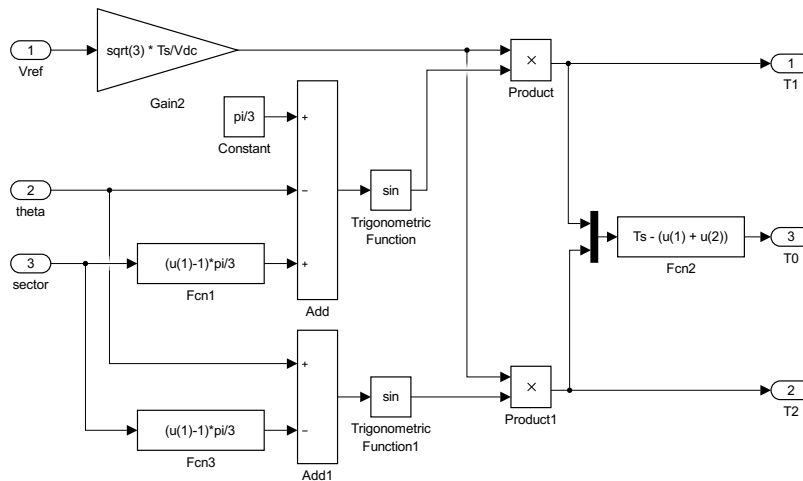 1
Vref
sqrt(3) * Ts/Vdc
Gain2
×
Product
1
T1
pi/3
Constant
+
−
+
Add
sin
Trigonometric
Function
2
theta
3
sector
(u(1)-1)*pi/3
Fcn1
Ts - (u(1) + u(2))
Fcn2
3
T0
+
−
Add1
sin
Trigonometric
Function1
×
Product1
2
T2
(u(1)-1)*pi/3
Fcn3